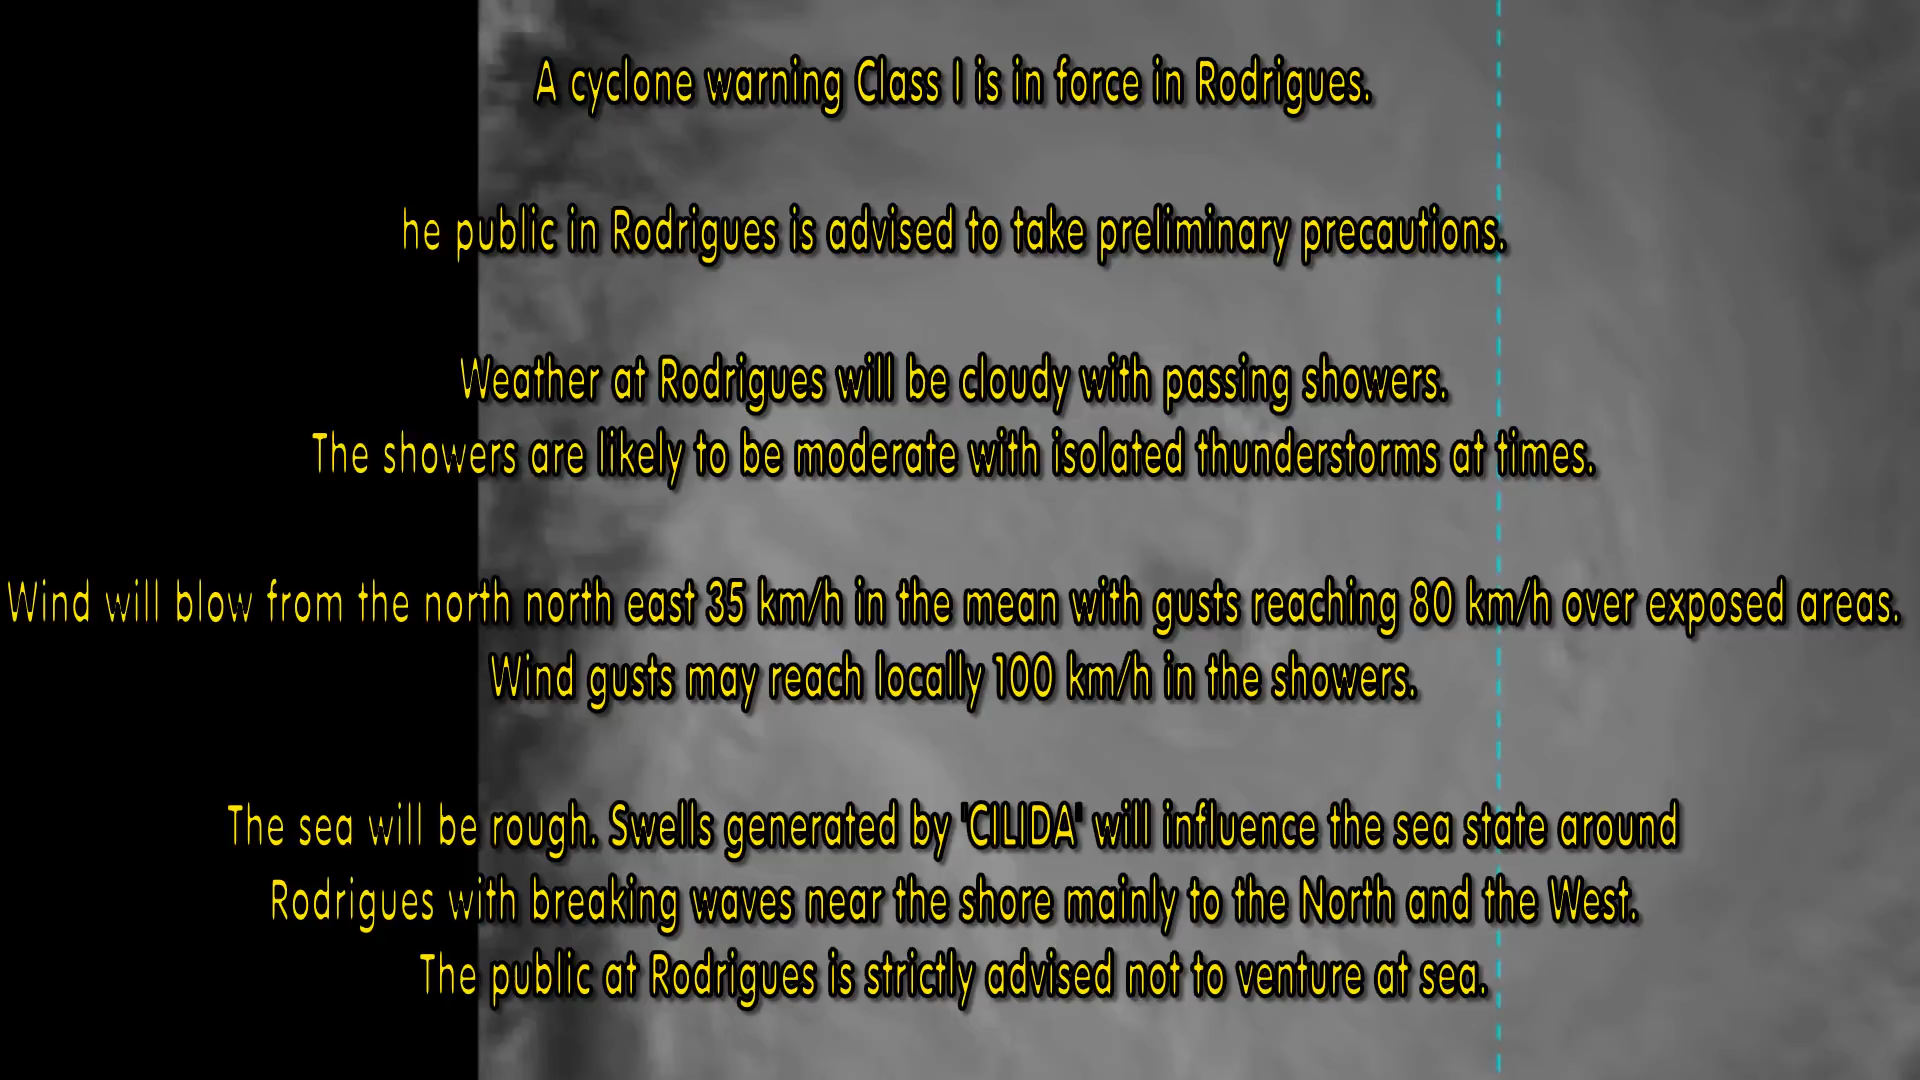 A cyclone warning Class I is in force in Rodrigues.
he public in Rodrigues is advised to take preliminary precautions.
Weather at Rodrigues will be cloudy with passing showers.
The showers are likely to be moderate with isolated thunderstorms at times.
Wind will blow from the north north east 35 km/h in the mean with gusts reaching 80 km/h over exposed areas.
Wind gusts may reach locally 100 km/h in the showers.
The sea will be rough. Swells generated by 'CILIDA' will influence the sea state around
Rodrigues with breaking waves near the shore mainly to the North and the West.
The public at Rodrigues is strictly advised not to venture at sea.